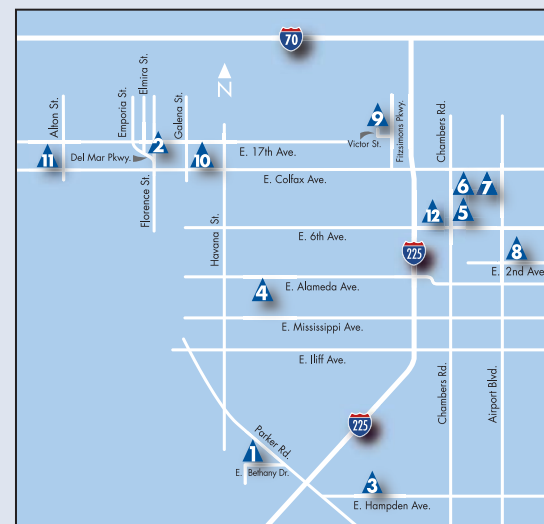 70
N
Alton St.
Emporia St.
Elmira St.
Galena St.
Fitzsimons Pkwy.
Chambers Rd.
9
Victor St.
11
Del Mar Pkwy.
2
10
E. 17th Ave.
E. Colfax Ave.
6
7
Florence St.
Havana St.
12
5
E. 6th Ave.
225
8
E. 2nd Ave
4
E. Alameda Ave.
E. Mississippi Ave.
E. Iliff Ave.
Chambers Rd.
Airport Blvd.
225
Parker Rd.
1
E. Bethany Dr.
3
E. Hampden Ave.